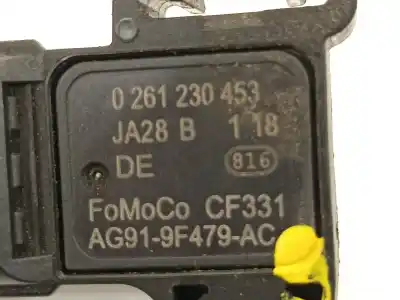 0 261 230 453
JA28 B 1 18
DE 816
FoMoCo CF331
AG91-9F479-AC